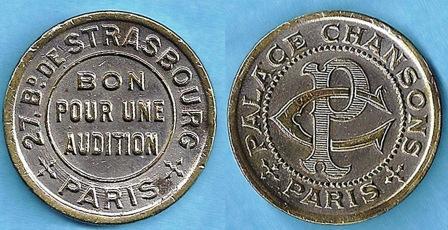 27. BD. DE STRASBOURG
BON
POUR UNE
AUDITION
PARIS
PALACE CHANSONS
PC
PARIS